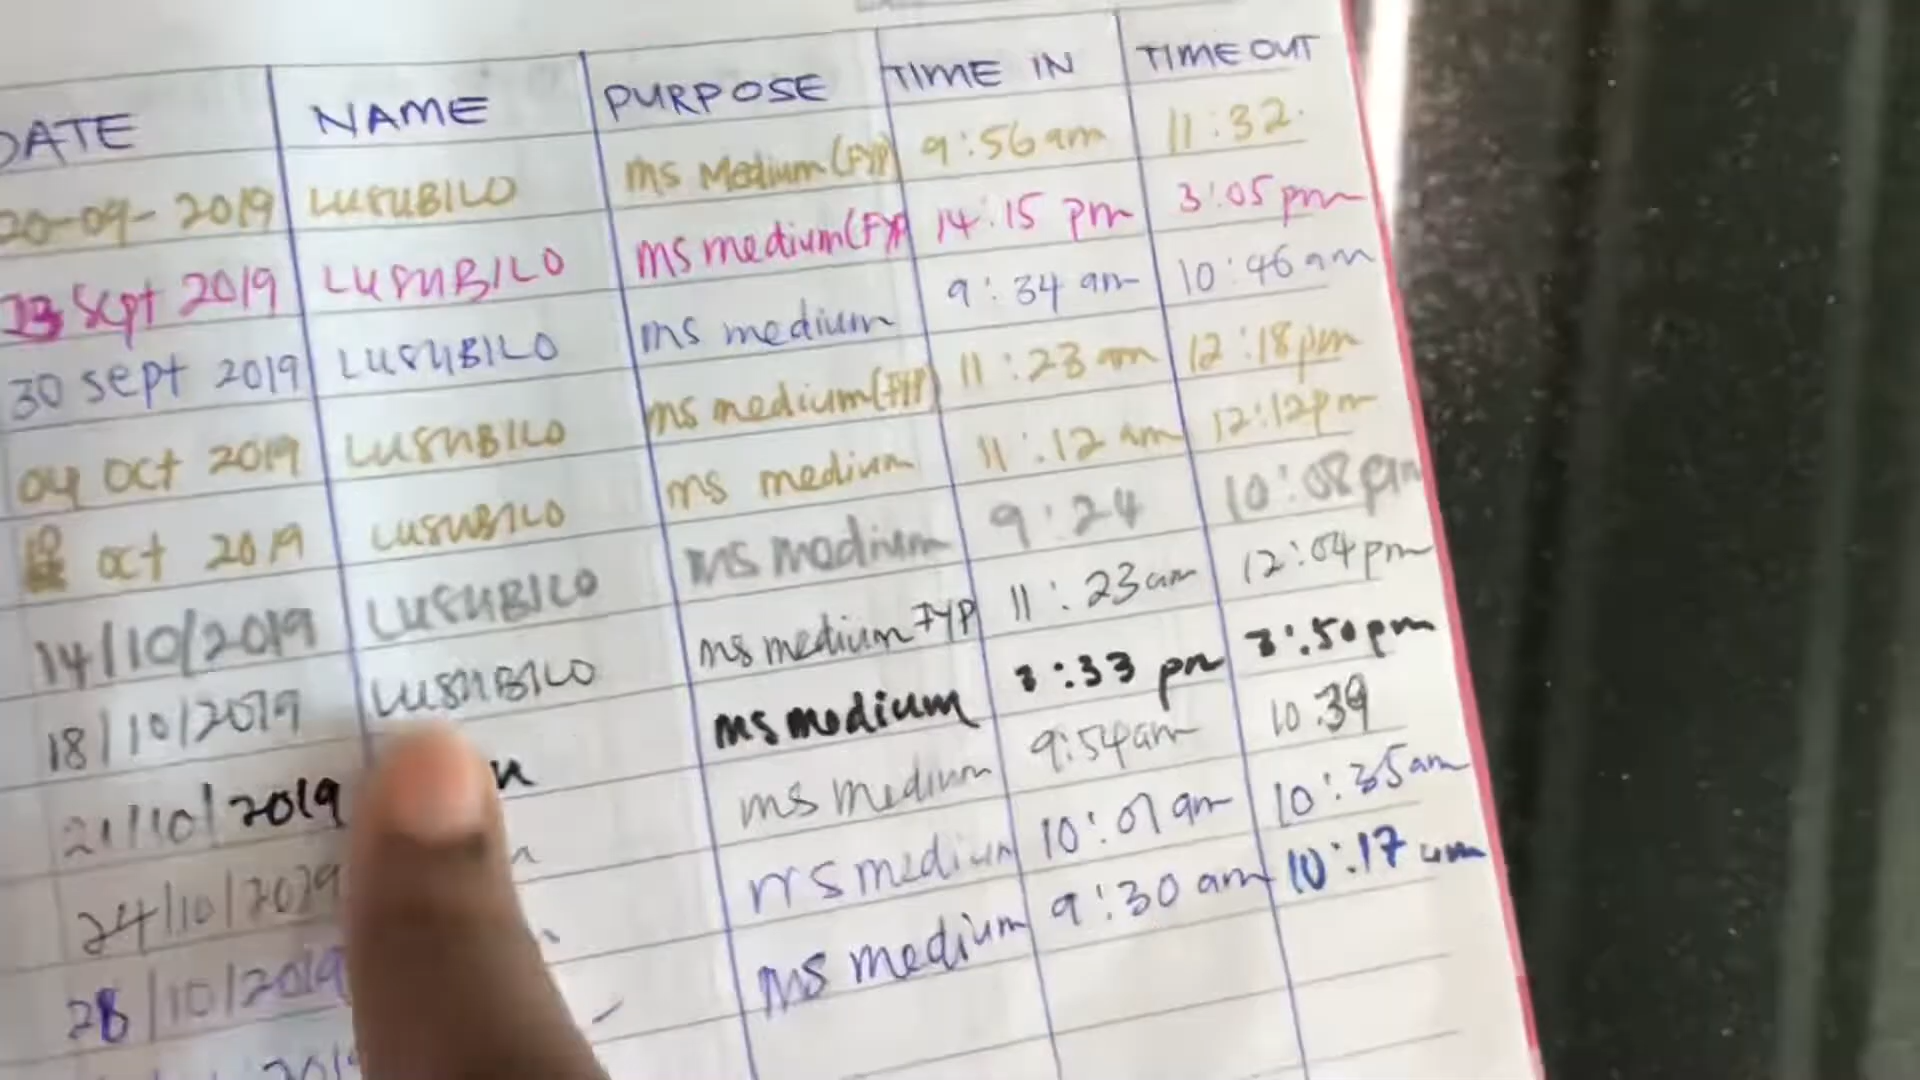 DATE NAME PURPOSE TIME IN TIME OUT
20-09-2019 LUSUBILO ms Medium (FYP) 9:56 am 11:32
23 Sept 2019 LUSUBILO ms medium (FYP 14:15 pm 3:05 pm
30 sept 2019 LUSUBILO ms medium 9:34 am 10:46 am
04 oct 2019 LUSUBILO ms medium (FYP) 11:23 am 12:18 pm
oct 2019 LUSUBILO ms medium 11:12 am 12:12 pm
14/10/2019 LUSUBILO ms medium 9:24 10:08 pm
18/10/2019 LUSUBILO ms medium FYP 11:23 am 12:04 pm
21/10/2019 ms medium :33 pm 3:50 pm
24/10/2019 ms medium 9:54 am 10.39
28/10/2019 ms medium 10:07 am 10:35 am
2019 ms medium 9:30 am 10:17 am